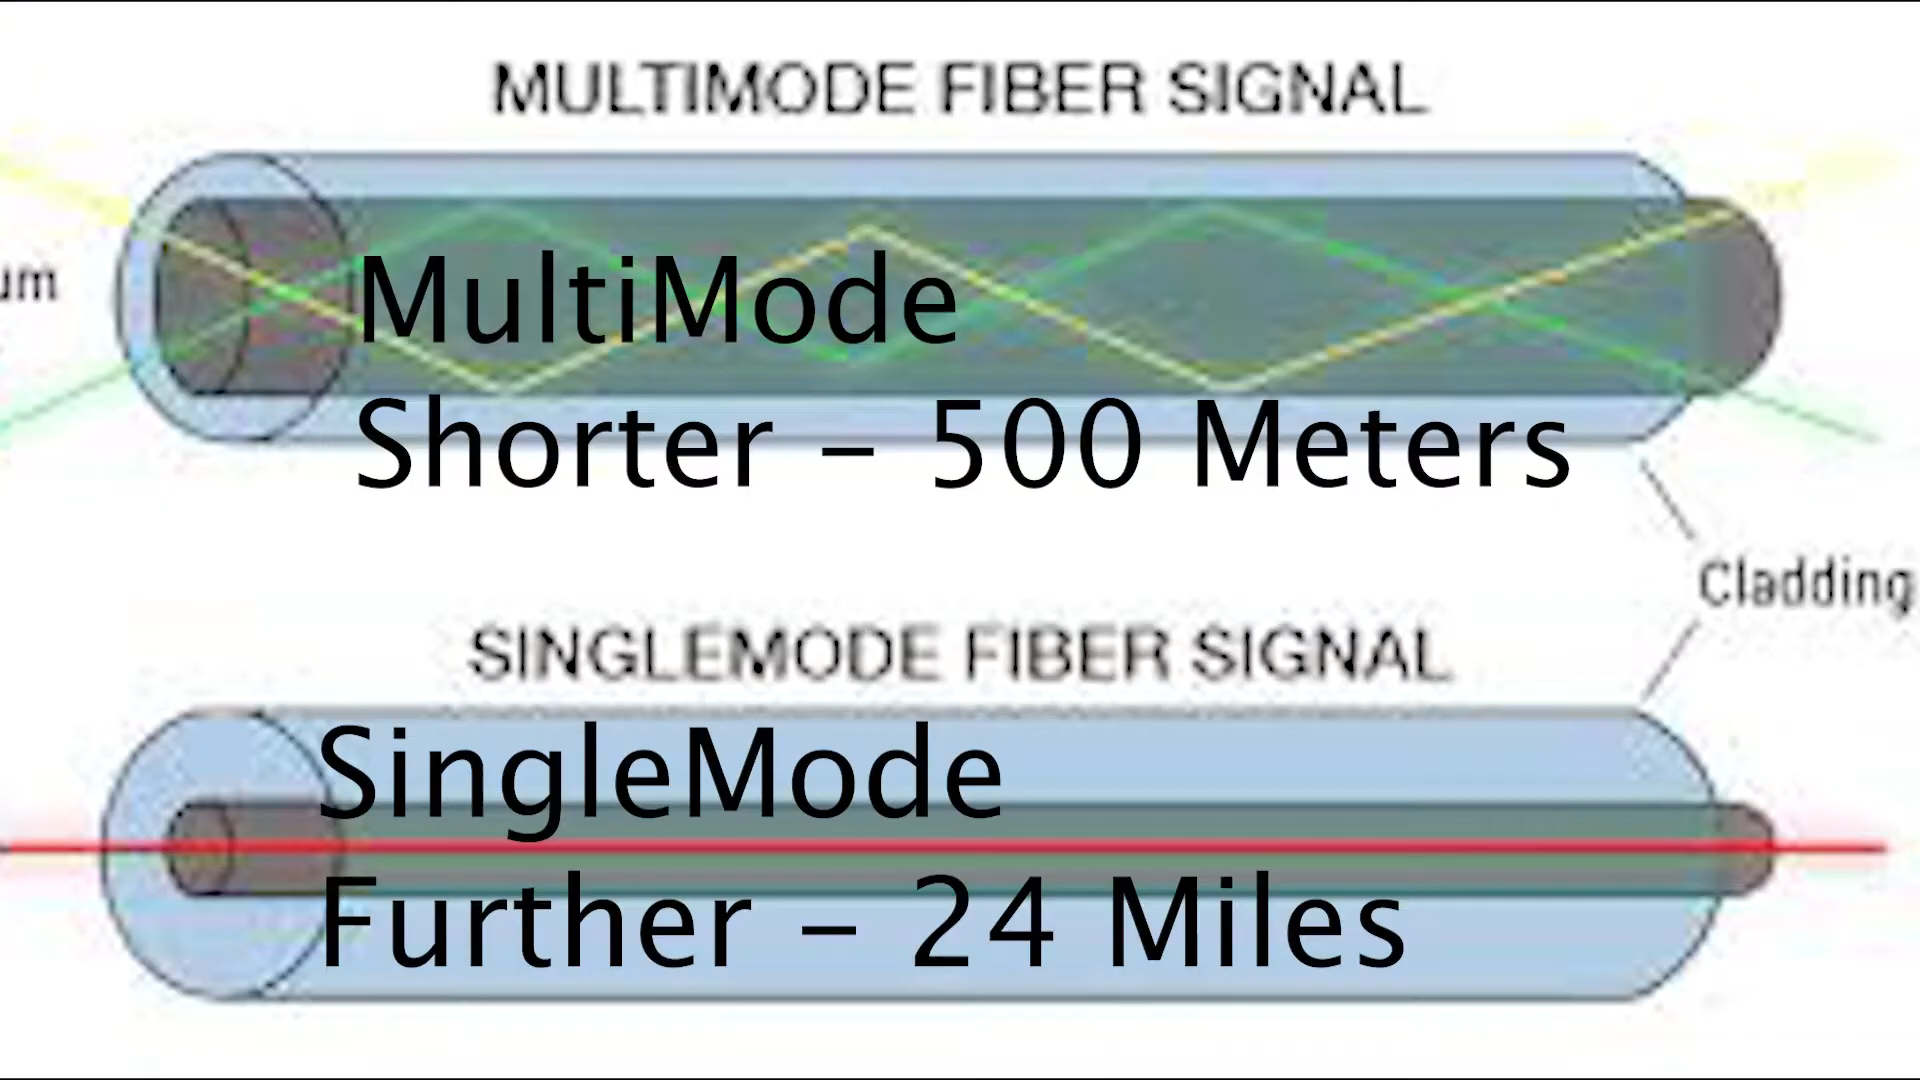 MULTIMODE FIBER SIGNAL
um
MultiMode
Shorter – 500 Meters
Cladding
SINGLEMODE FIBER SIGNAL
SingleMode
Further – 24 Miles